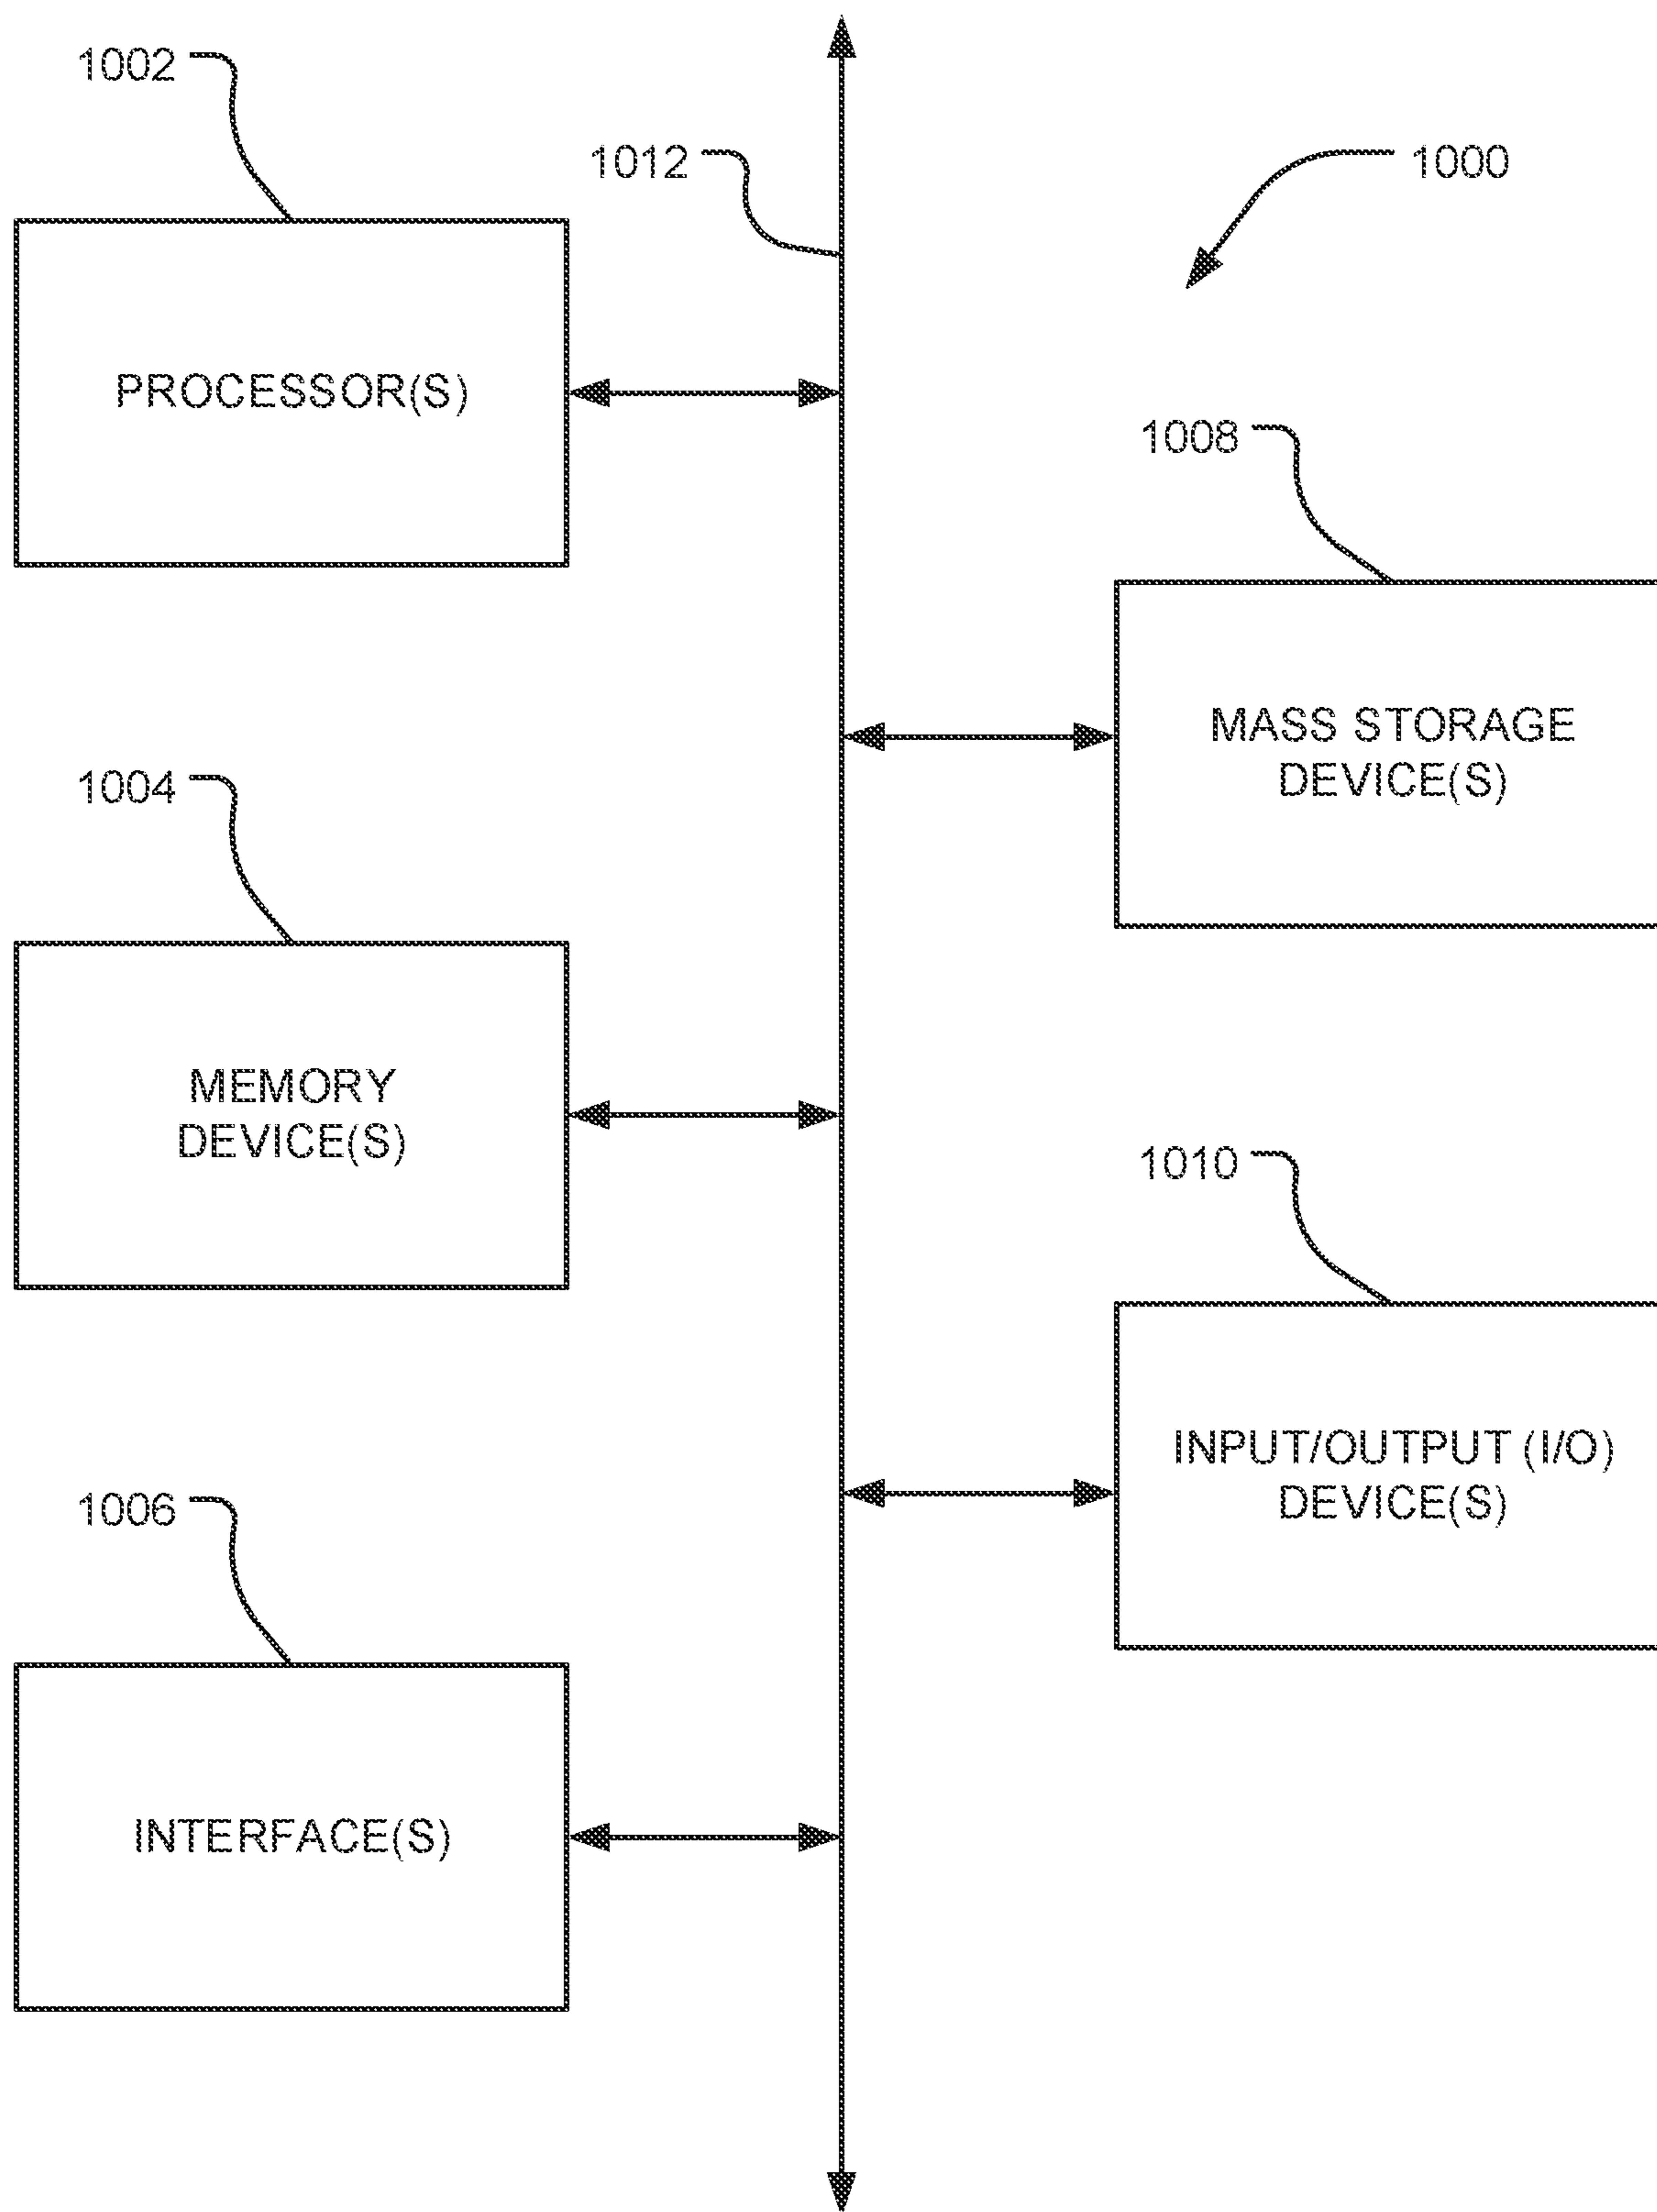 1002
1012
1000
PROCESSOR(S)
1008
MASS STORAGE
DEVICE(S)
1004
MEMORY
DEVICE(S)
1010
INPUT/OUTPUT (I/O)
DEVICE(S)
1006
INTERFACE(S)